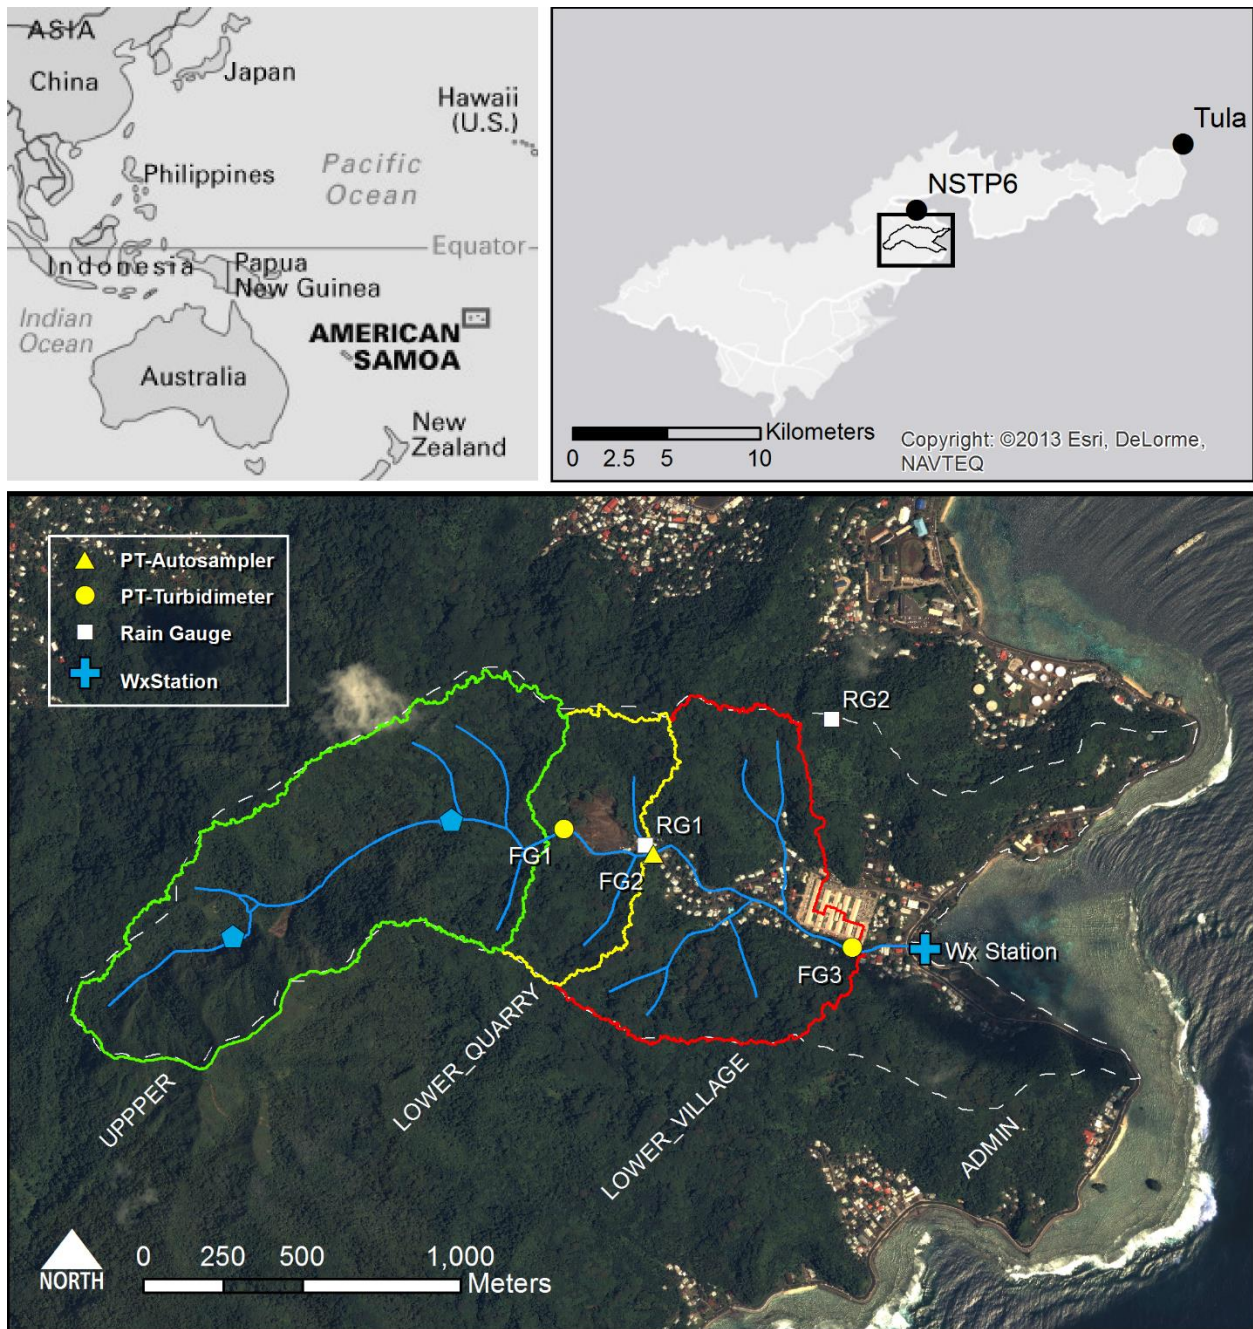 ASIA
China
Japan
Hawaii
(U.S.)
Philippines
Pacific
Ocean
Equator
Indonesia
Papua
New Guinea
Indian
Ocean
AMERICAN
SAMOA
Australia
New
Zealand
Tula
NSTP6
Kilometers
0 2.5 5 10
Copyright: ©2013 Esri, DeLorme,
NAVTEQ
PT-Autosampler
PT-Turbidimeter
Rain Gauge
WxStation
RG2
RG1
FG1
FG2
FG3
Wx Station
UPPPER
LOWER_QUARRY
LOWER_VILLAGE
ADMIN
NORTH
0 250 500 1,000
Meters